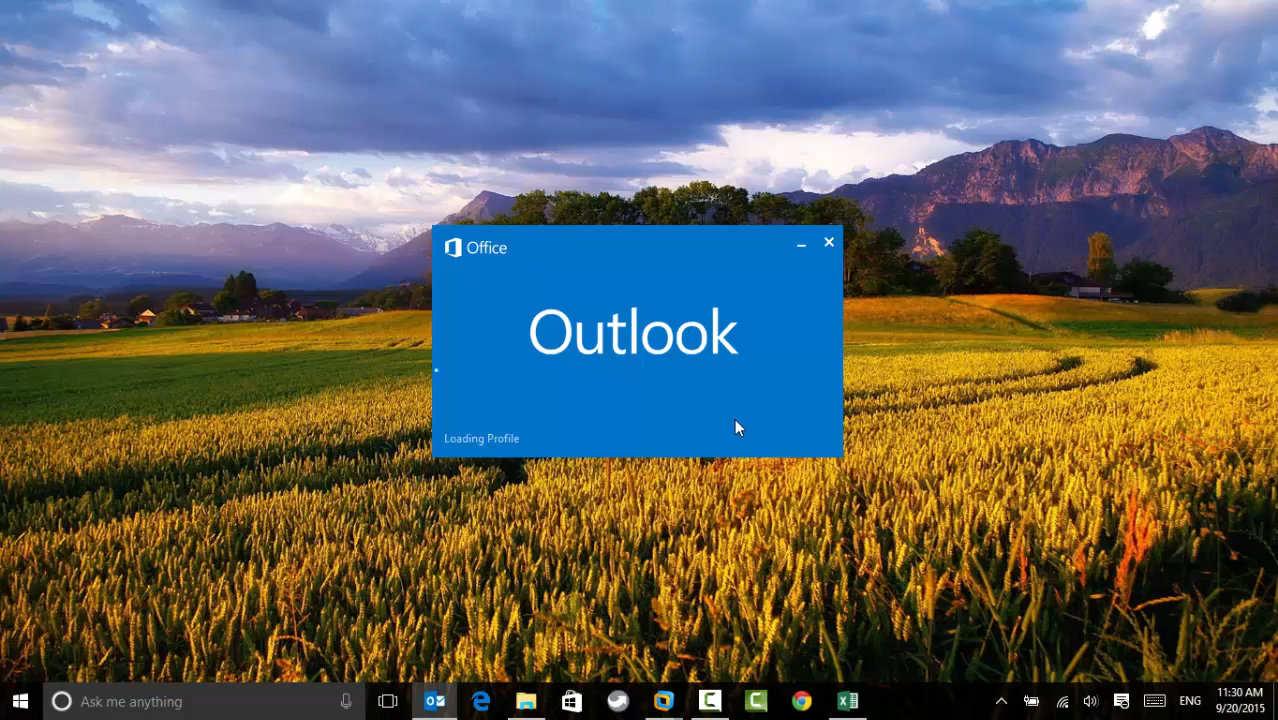 Office
Outlook
Loading Profile
Ask me anything
ENG
11:30 AM
9/20/2015